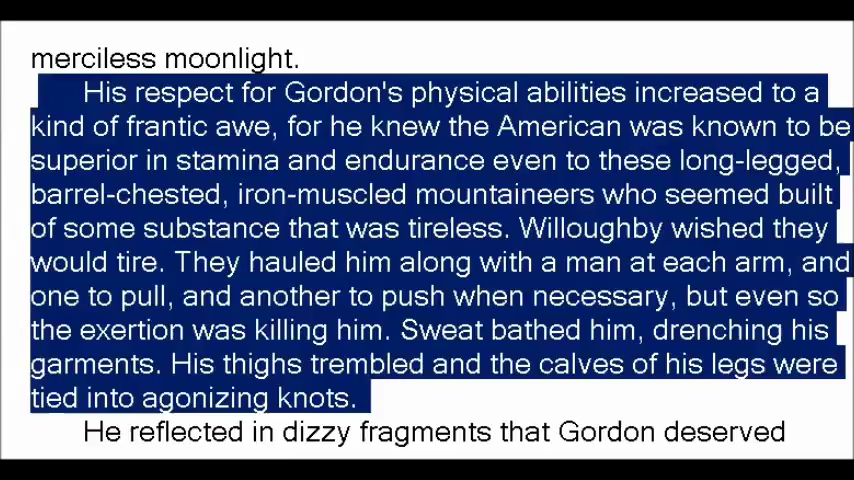 merciless moonlight.
His respect for Gordon's physical abilities increased to a
kind of frantic awe, for he knew the American was known to be
superior in stamina and endurance even to these long-legged,
barrel-chested, iron-muscled mountaineers who seemed built
of some substance that was tireless. Willoughby wished they
would tire. They hauled him along with a man at each arm, and
one to pull, and another to push when necessary, but even so
the exertion was killing him. Sweat bathed him, drenching his
garments. His thighs trembled and the calves of his legs were
tied into agonizing knots.
He reflected in dizzy fragments that Gordon deserved